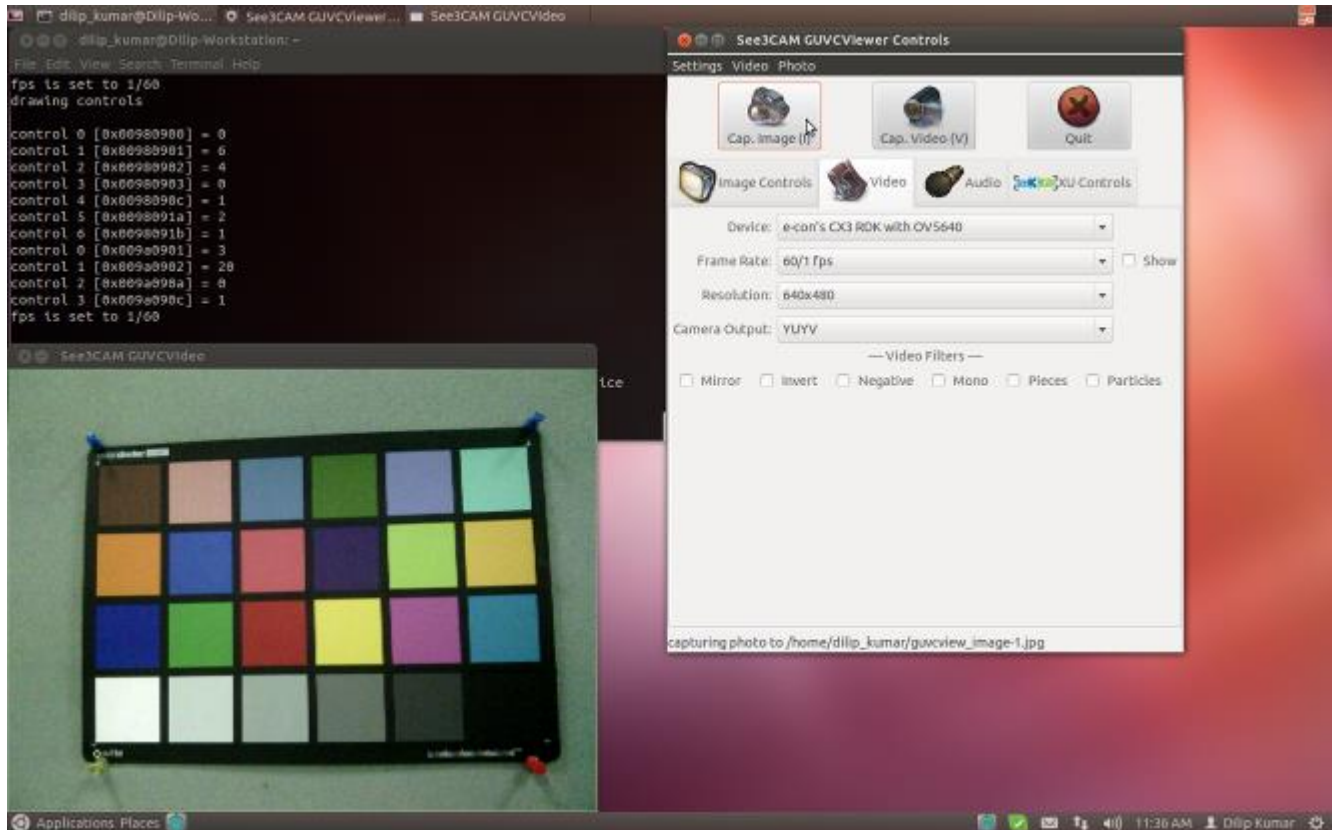 dilip_kumar@Dilip-Wo... See3CAM GUVCViewer ... See3CAM GUVCVideo
dilip_kumar@Dilip-Workstation: ~
File Edit View Search Terminal Help
fps is set to 1/60
drawing controls
control 0 [0x00980900] = 0
control 1 [0x00980901] = 6
control 2 [0x00980902] = 4
control 3 [0x00980903] = 0
control 4 [0x0098090c] = 1
control 5 [0x0098091a] = 2
control 6 [0x0098091b] = 1
control 0 [0x009a0901] = 3
control 1 [0x009a0902] = 20
control 2 [0x009a090a] = 0
control 3 [0x009a090c] = 1
fps is set to 1/60
ice
See3CAM GUVCVideo
See3CAM GUVCViewer Controls
Settings Video Photo
Cap. Image (I) Cap. Video (V) Quit
Image Controls Video Audio XU Controls
Device: e-con's CX3 RDK with OV5640
Frame Rate: 60/1 fps Show
Resolution: 640x480
Camera Output: YUYV
— Video Filters —
Mirror Invert Negative Mono Pieces Particles
capturing photo to /home/dilip_kumar/guvcview_image-1.jpg
Applications Places 11:36 AM Dilip Kumar